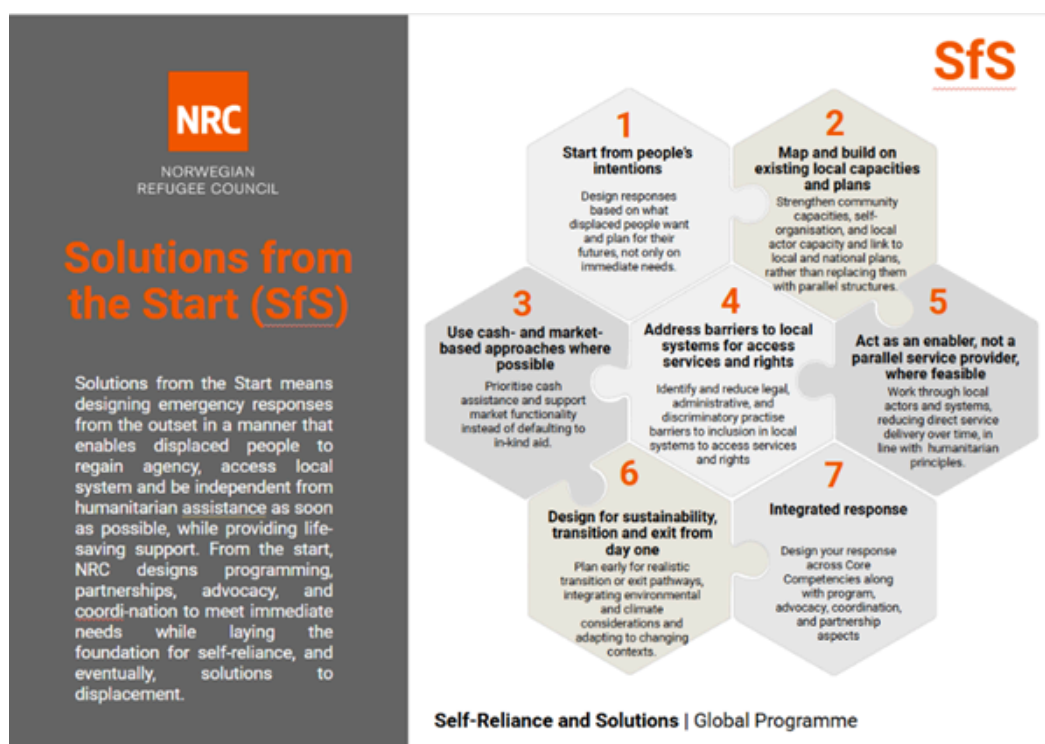 NRC
NORWEGIAN
REFUGEE COUNCIL
Solutions from
the Start (SfS)
Solutions from the Start means
designing emergency responses
from the outset in a manner that
enables displaced people to
regain agency, access local
system and be independent from
humanitarian assistance as soon
as possible, while providing life-
saving support. From the start,
NRC designs programming,
partnerships, advocacy, and
coordi-nation to meet immediate
needs while laying the
foundation for self-reliance, and
eventually, solutions to
displacement.
SfS
1
Start from people's
intentions
Design responses
based on what
displaced people want
and plan for their
futures, not only on
immediate needs.
2
Map and build on
existing local capacities
and plans
Strengthen community
capacities, self-
organisation, and local
actor capacity and link to
local and national plans,
rather than replacing them
with parallel structures.
3
Use cash- and market-
based approaches where
possible
Prioritise cash
assistance and support
market functionality
instead of defaulting to
in-kind aid.
4
Address barriers to local
systems for access
services and rights
Identify and reduce legal,
administrative, and
discriminatory practise
barriers to inclusion in local
systems to access services
and rights
5
Act as an enabler, not a
parallel service provider,
where feasible
Work through local
actors and systems,
reducing direct service
delivery over time, in
line with humanitarian
principles.
6
Design for sustainability,
transition and exit from
day one
Plan early for realistic
transition or exit pathways,
integrating environmental
and climate
considerations and
adapting to changing
contexts.
7
Integrated response
Design your response
across Core
Competencies along
with program,
advocacy, coordination,
and partnership
aspects
Self-Reliance and Solutions | Global Programme